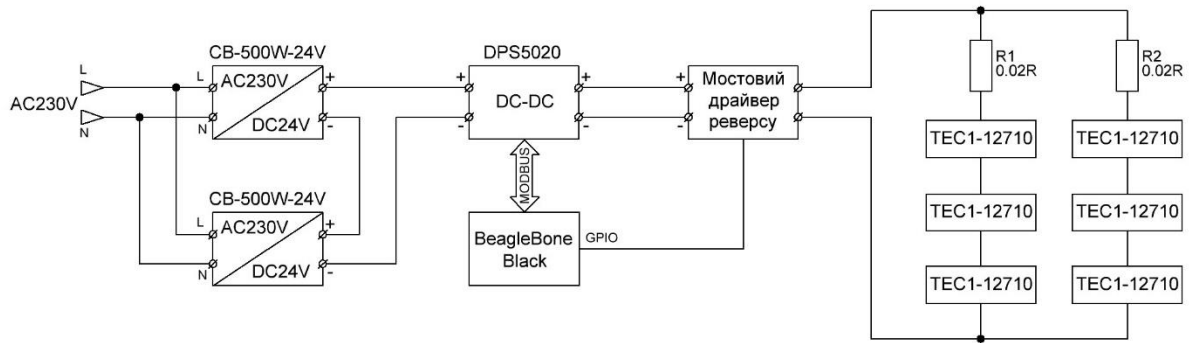 CB-500W-24V
L
L
AC230V
AC230V
N
N
DC24V
+
-
CB-500W-24V
L
AC230V
N
DC24V
+
-
DPS5020
+
-
DC-DC
+
-
MODBUS
BeagleBone
Black
GPIO
+
-
Мостовий
драйвер
реверсу
R1
0.02R
TEC1-12710
TEC1-12710
TEC1-12710
R2
0.02R
TEC1-12710
TEC1-12710
TEC1-12710